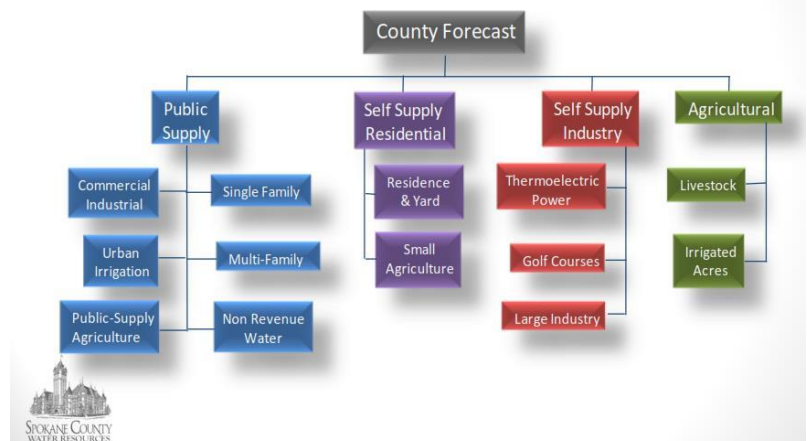 County Forecast
Public
Supply
Self Supply
Residential
Self Supply
Industry
Agricultural
Commercial
Industrial
Single Family
Urban
Irrigation
Multi-Family
Public-Supply
Agriculture
Non Revenue
Water
Residence
& Yard
Small
Agriculture
Thermoelectric
Power
Golf Courses
Large Industry
Livestock
Irrigated
Acres
SPOKANE COUNTY
WATER RESOURCES